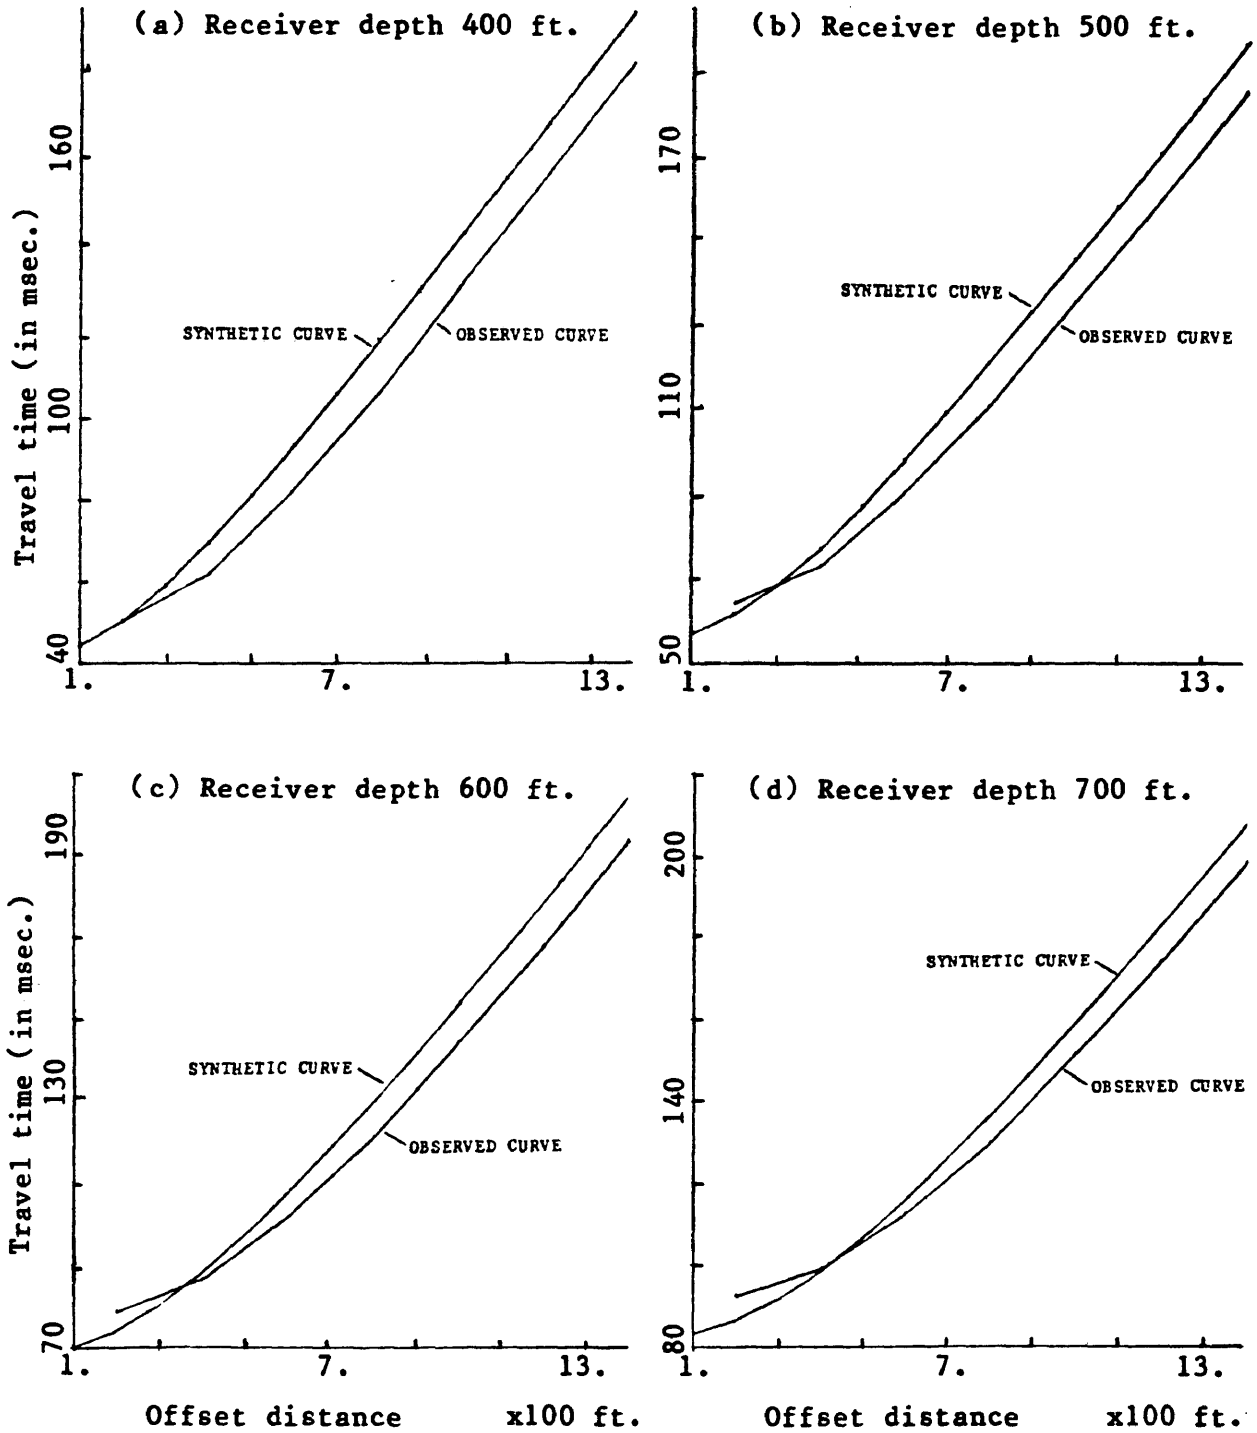 (a) Receiver depth 400 ft.
Travel time (in msec.)
160
100
40
SYNTHETIC CURVE
OBSERVED CURVE
1. 7. 13.
(b) Receiver depth 500 ft.
170
110
50
SYNTHETIC CURVE
OBSERVED CURVE
1. 7. 13.
(c) Receiver depth 600 ft.
Travel time (in msec.)
190
130
70
SYNTHETIC CURVE
OBSERVED CURVE
1. 7. 13.
Offset distance x100 ft.
(d) Receiver depth 700 ft.
200
140
80
SYNTHETIC CURVE
OBSERVED CURVE
1. 7. 13.
Offset distance x100 ft.